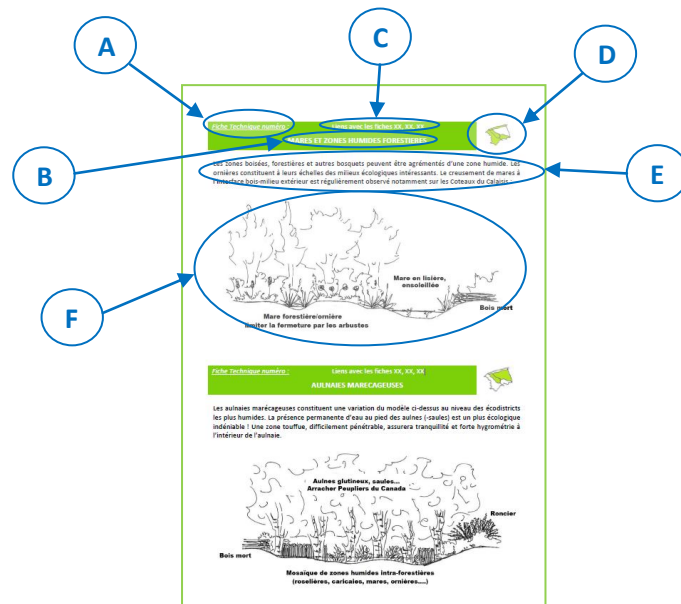 A
C
D
Fiche Technique numéro :
Liens avec les fiches XX, XX, XX
MARES ET ZONES HUMIDES FORESTIERES
B
E
Les zones boisées, forestières et autres bosquets peuvent être agrémentés d'une zone humide. Les
ornières constituent à leurs échelles des milieux écologiques intéressants. Le creusement de mares à
l'interface bois-milieu extérieur est régulièrement observé notamment sur les Coteaux du Calaisis.
F
Mare en lisière,
ensoleillée
Bois mort
Mare forestière/ornière
limiter la fermeture par les arbustes
Fiche Technique numéro :
Liens avec les fiches XX, XX, XX
AULNAIES MARECAGEUSES
Les aulnaies marécageuses constituent une variation du modèle ci-dessus au niveau des écodistricts
les plus humides. La présence permanente d'eau au pied des aulnes (-saules) est un plus écologique
indéniable ! Une zone touffue, difficilement pénétrable, assurera tranquilité et forte hygrométrie à
l'intérieur de l'aulnaie.
Aulnes glutineux, saules...
Arracher Peupliers du Canada
Roncier
Bois mort
Mosaïque de zones humides intra-forestières
(roselières, caricaies, mares, ornières....)